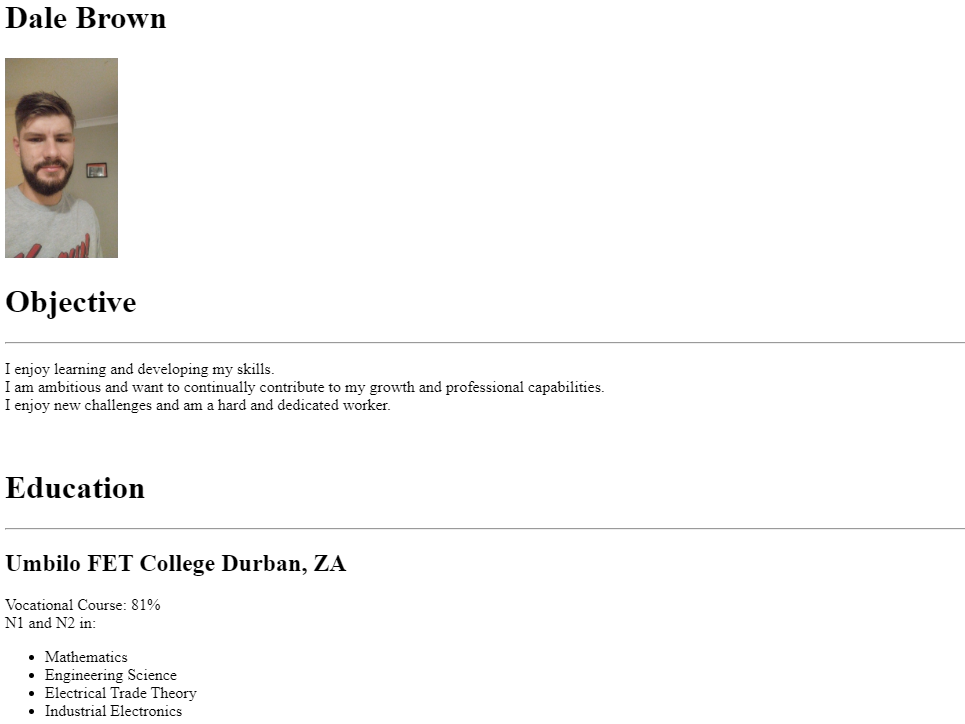 Dale Brown
Objective
I enjoy learning and developing my skills.
I am ambitious and want to continually contribute to my growth and professional capabilities.
I enjoy new challenges and am a hard and dedicated worker.
Education
Umbilo FET College Durban, ZA
Vocational Course: 81%
N1 and N2 in:
Mathematics
Engineering Science
Electrical Trade Theory
Industrial Electronics